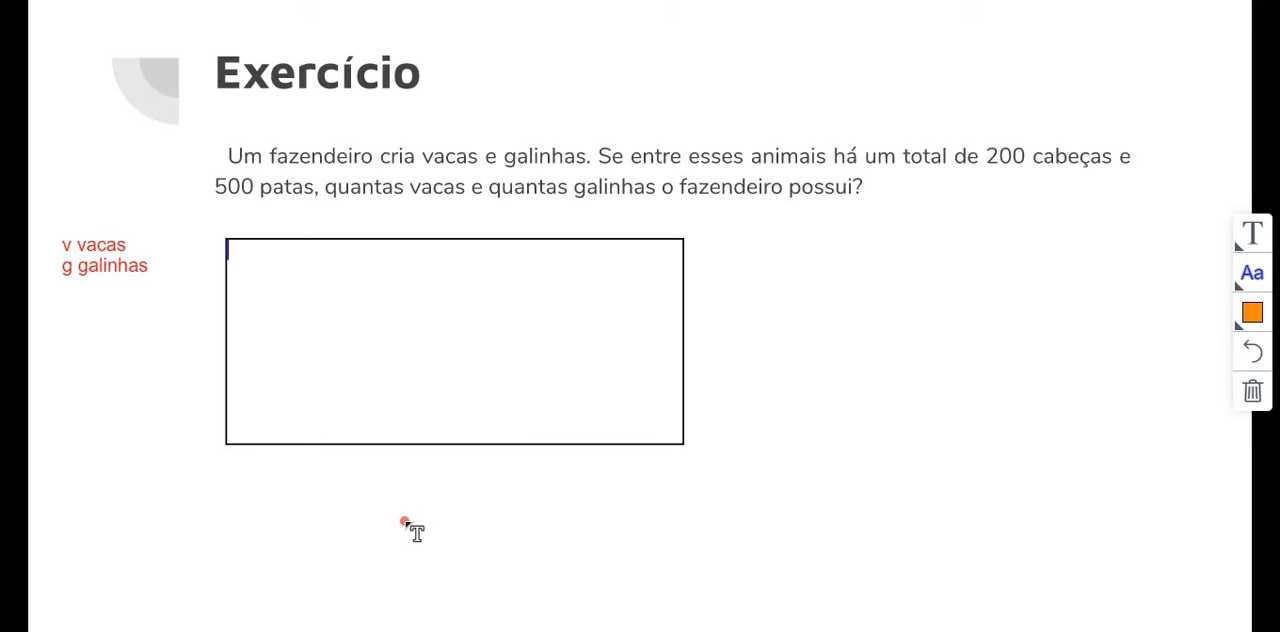 Exercício
Um fazendeiro cria vacas e galinhas. Se entre esses animais há um total de 200 cabeças e
500 patas, quantas vacas e quantas galinhas o fazendeiro possui?
v vacas
g galinhas
T
Aa